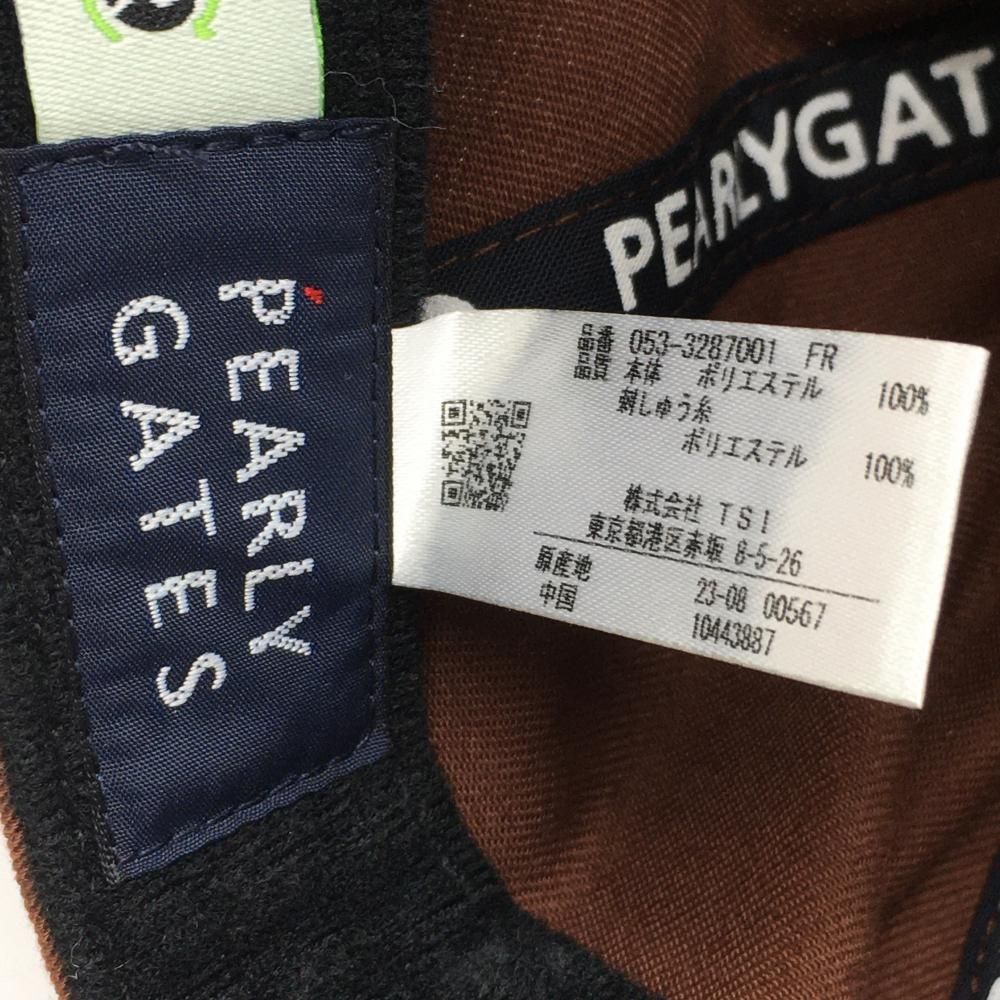 PEARLY
GATES
PEARLYGAT
品番 053-3287001 FR
品質 本体 ポリエステル 100%
刺しゅう糸
ポリエステル 100%
株式会社 TSI
東京都港区赤坂 8-5-26
原産地
中国
23-08 00567
10443887